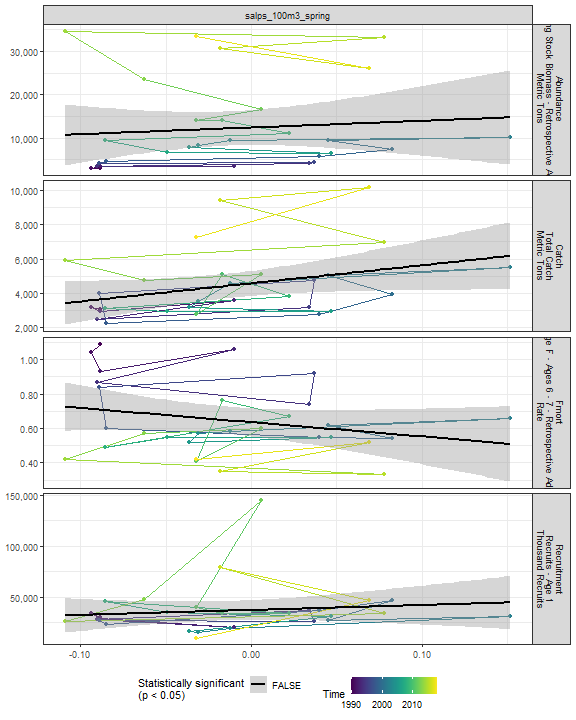 salps_100m3_spring
30,000
20,000
10,000
Abundance
ng Stock Biomass - Retrospective A
Metric Tons
10,000
8,000
6,000
4,000
2,000
Catch
Total Catch
Metric Tons
1.00
0.80
0.60
0.40
Fmort
ge F - Ages 6 - 7 - Retrospective Ad
Rate
150,000
100,000
50,000
Recruitment
Recruits - Age 1
Thousand Recruits
-0.10 0.00 0.10
Statistically significant
(p < 0.05)
FALSE
Time
1990 2000 2010